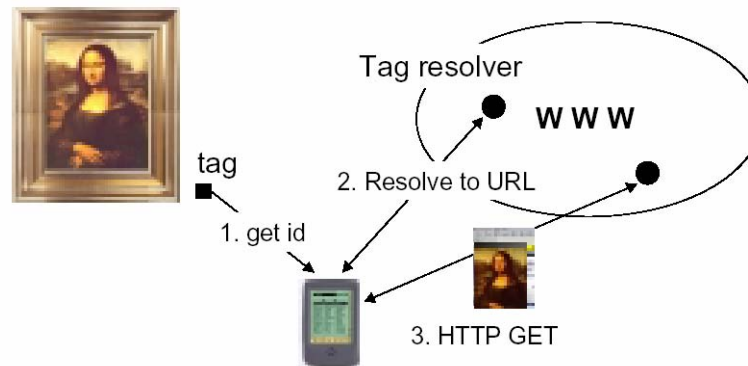 Tag resolver
W W W
tag
2. Resolve to URL
1. get id
3. HTTP GET